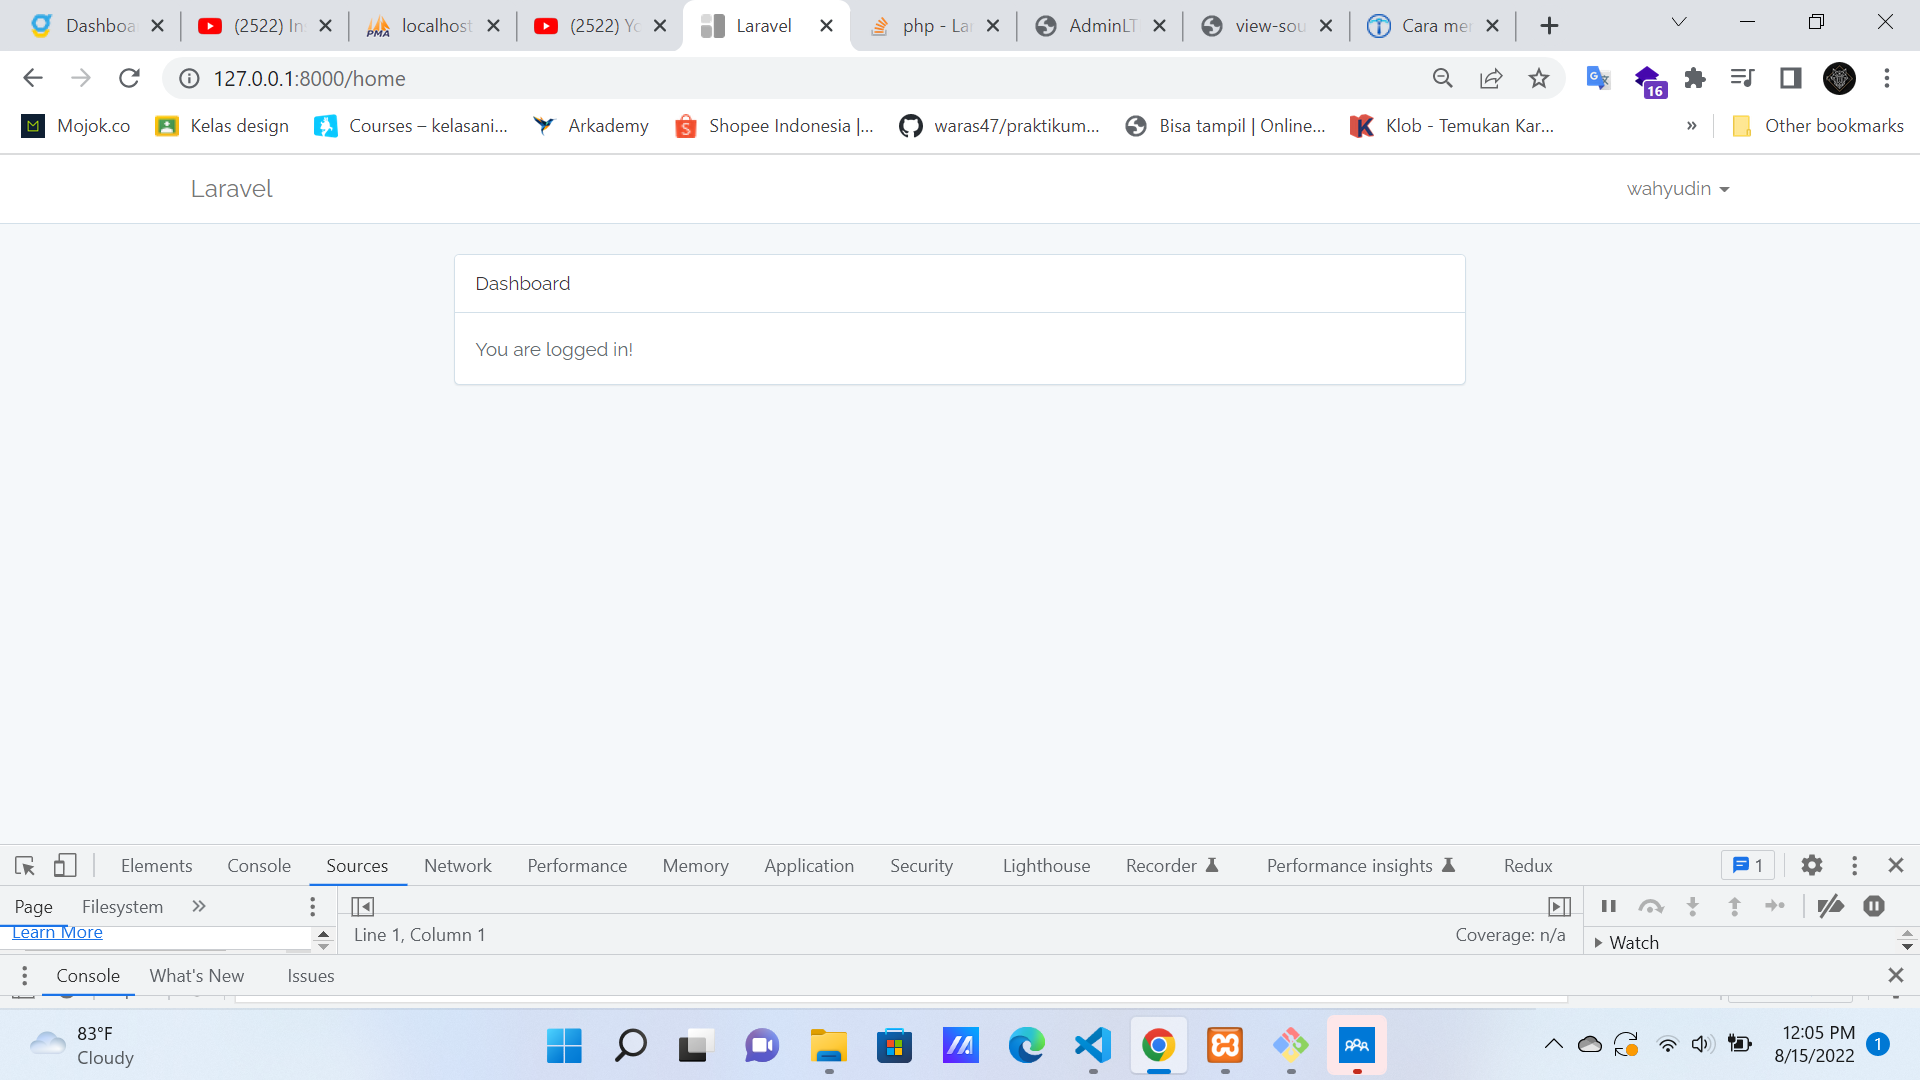 Dashboa
(2522) In
localhost
(2522) Yo
Laravel
php - La
AdminLT
view-sou
Cara me
127.0.0.1:8000/home
16
Mojok.co
Kelas design
Courses – kelasani...
Arkademy
Shopee Indonesia |...
waras47/praktikum...
Bisa tampil | Online...
Klob - Temukan Kar...
»
Other bookmarks
Laravel
wahyudin
Dashboard
You are logged in!
Elements
Console
Sources
Network
Performance
Memory
Application
Security
Lighthouse
Recorder
Performance insights
Redux
1
Page
Filesystem
Learn More
Line 1, Column 1
Coverage: n/a
Watch
Console
What's New
Issues
83°F
Cloudy
12:05 PM
8/15/2022
1